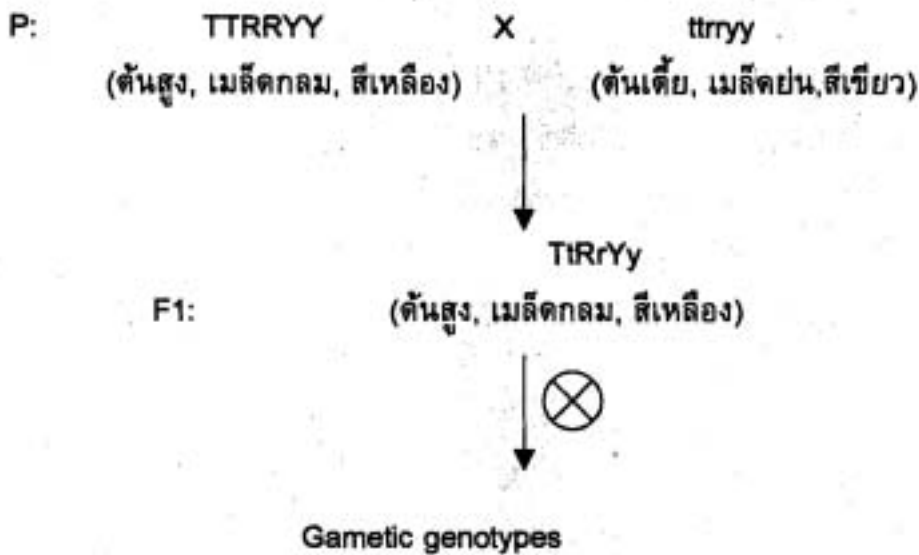 P: TTRRYY X ttrryy
(ต้นสูง, เมล็ดกลม, สีเหลือง) (ต้นเตี้ย, เมล็ดย่น,สีเขียว)
TtRrYy
F1: (ต้นสูง, เมล็ดกลม, สีเหลือง)
Gametic genotypes